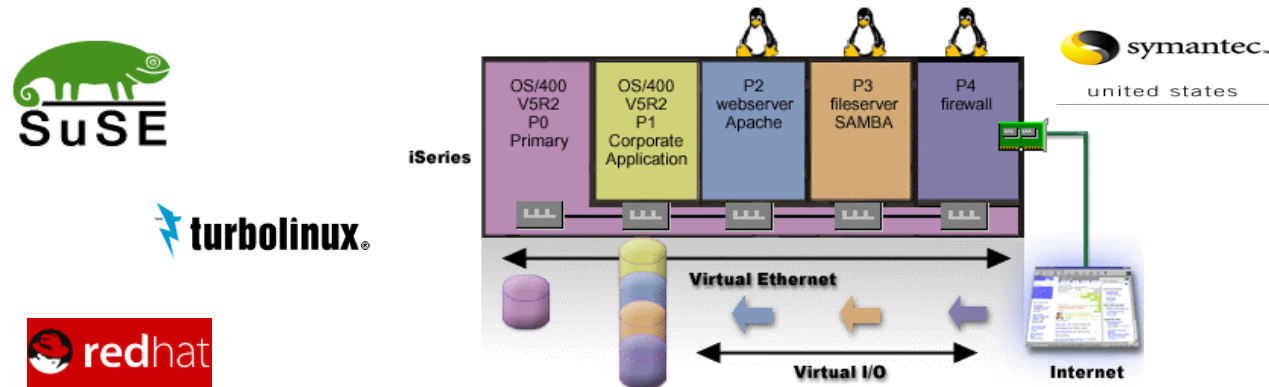 SuSE
turbolinux®
redhat
iSeries
OS/400
V5R2
P0
Primary
OS/400
V5R2
P1
Corporate
Application
P2
webserver
Apache
P3
fileserver
SAMBA
P4
firewall
symantec.
united states
Virtual Ethernet
Virtual I/O
Internet